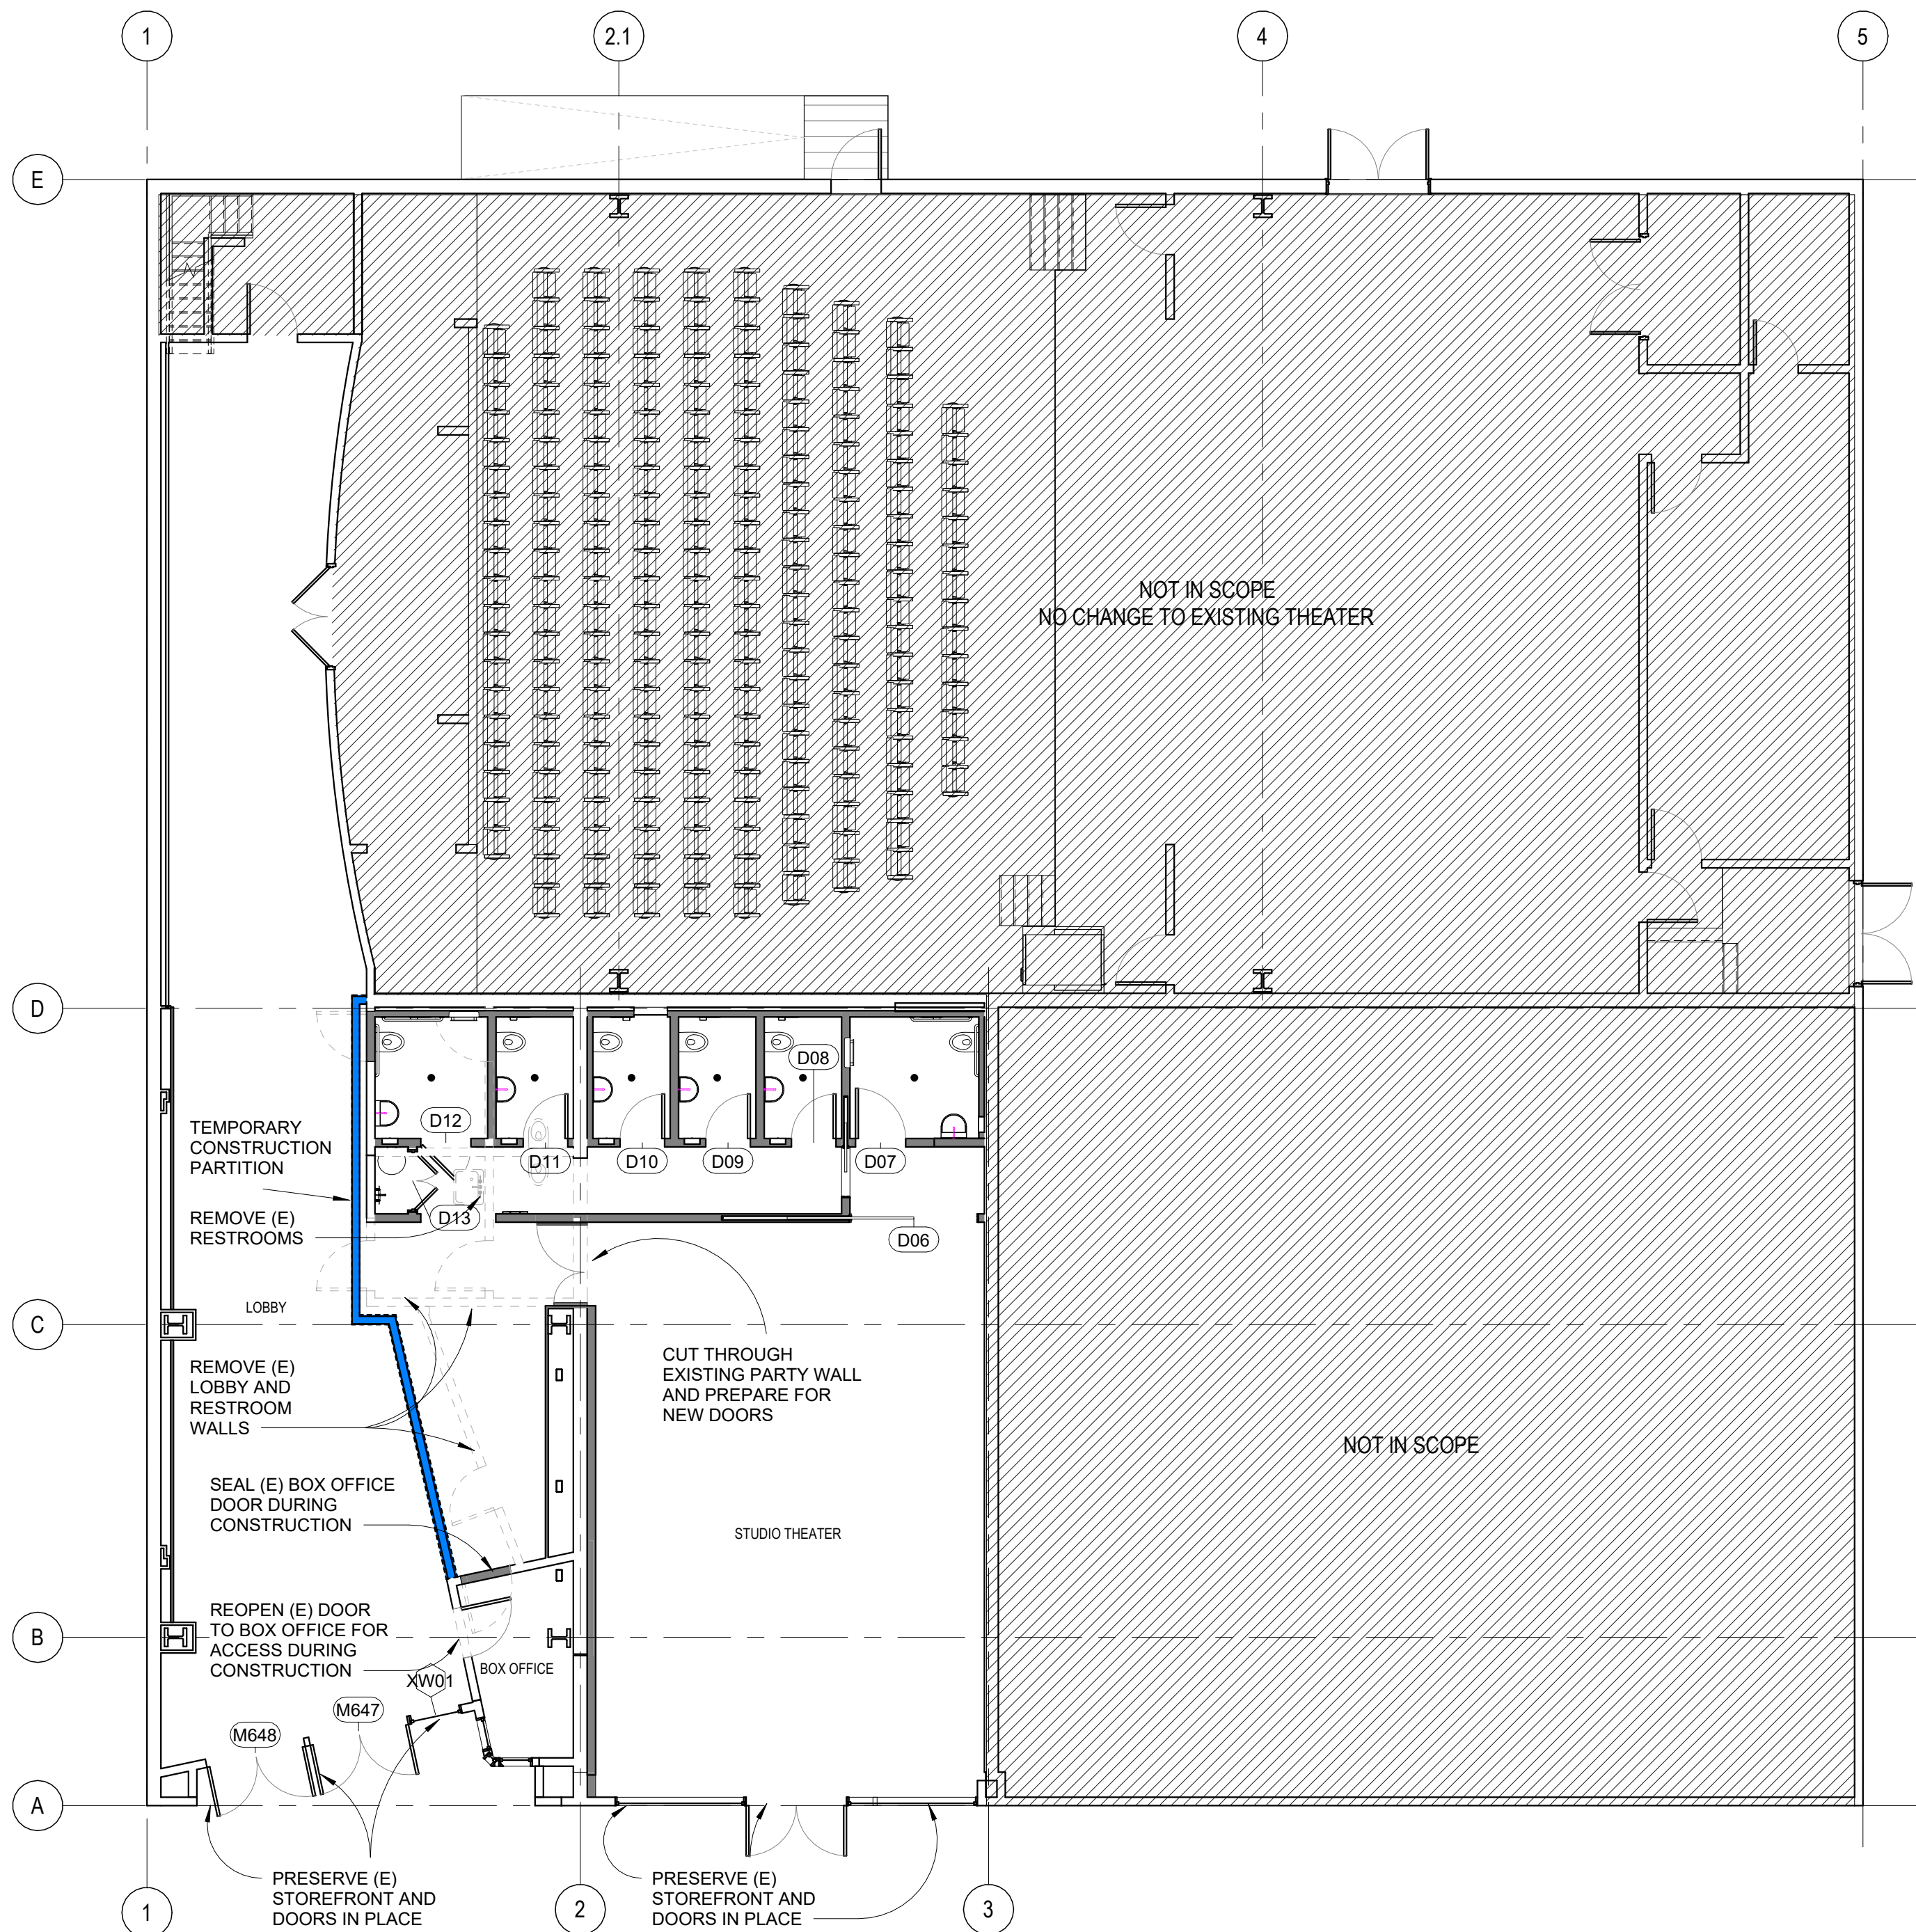 1
2.1
4
5
E
NOT IN SCOPE
NO CHANGE TO EXISTING THEATER
D
D08
D12
D11
D10
D09
D07
TEMPORARY
CONSTRUCTION
PARTITION
REMOVE (E)
RESTROOMS
D13
D06
LOBBY
C
REMOVE (E)
LOBBY AND
RESTROOM
WALLS
CUT THROUGH
EXISTING PARTY WALL
AND PREPARE FOR
NEW DOORS
NOT IN SCOPE
SEAL (E) BOX OFFICE
DOOR DURING
CONSTRUCTION
STUDIO THEATER
REOPEN (E) DOOR
TO BOX OFFICE FOR
ACCESS DURING
CONSTRUCTION
B
BOX OFFICE
XW01
M647
M648
A
PRESERVE (E)
STOREFRONT AND
DOORS IN PLACE
PRESERVE (E)
STOREFRONT AND
DOORS IN PLACE
1
2
3